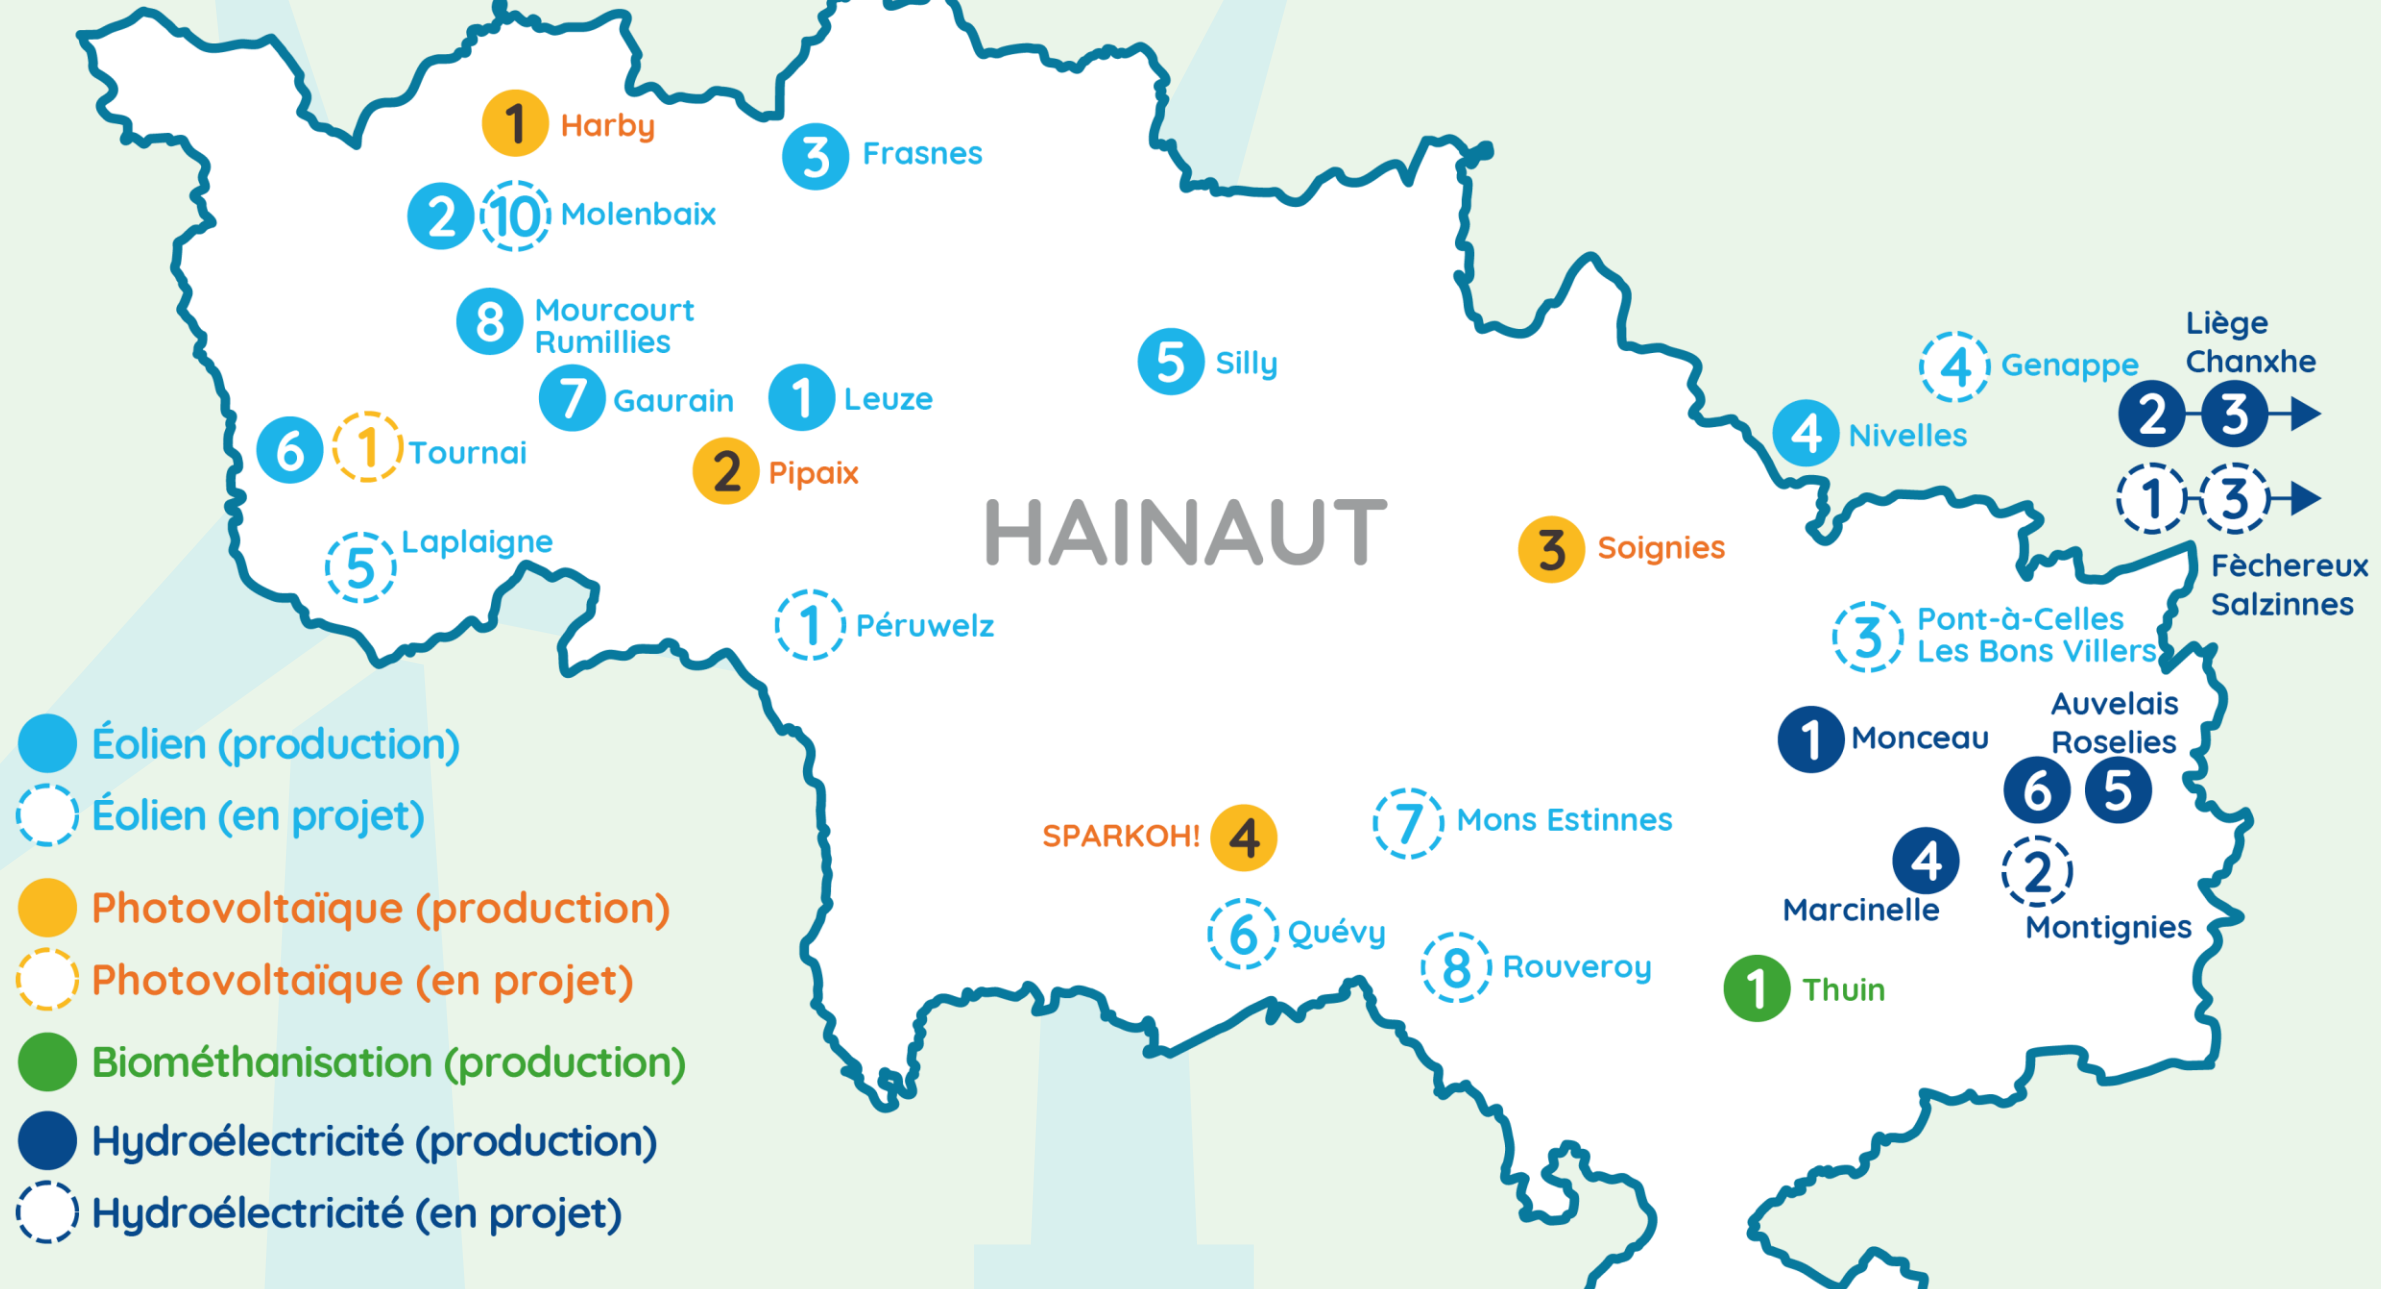 1 Harby
3 Frasnes
2 10 Molenbaix
8 Mourcourt
Rumillies
5 Silly
7 Gaurain
1 Leuze
6 1 Tournai
2 Pipaix
HAINAUT
5 Laplaigne
1 Péruwelz
3 Soignies
4 Genappe
4 Nivelles
Liège
Chanxhe
2 3
1 3
Fèchereux
Salzinnes
3 Pont-à-Celles
Les Bons Villers
1 Monceau
Auvelais
Roselies
6 5
4
Marcinelle
2
Montignies
SPARKOH! 4
7 Mons Estinnes
6 Quévy
8 Rouveroy
1 Thuin
Éolien (production)
Éolien (en projet)
Photovoltaïque (production)
Photovoltaïque (en projet)
Biométhanisation (production)
Hydroélectricité (production)
Hydroélectricité (en projet)